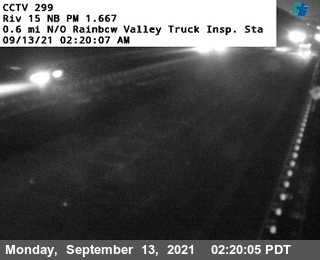 CCTV 299
Riv 15 NB PM 1.667
0.6 mi N/O Rainbow Valley Truck Insp. Sta
09/13/21 02:20:07 AM
Monday, September 13, 2021 02:20:05 PDT